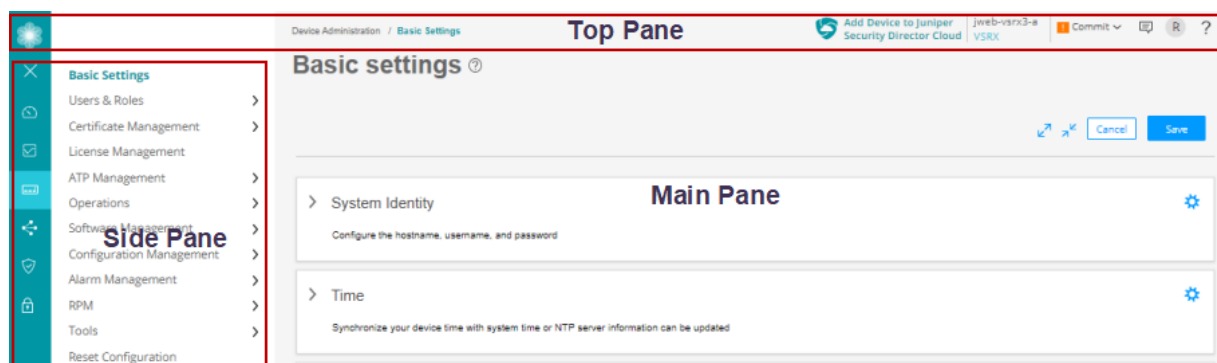 Device Administration / Basic Settings
Top Pane
Add Device to Juniper
Security Director Cloud
jweb-vsrx3-a
VSRX
Commit
R
?
Basic Settings
Users & Roles
Certificate Management
License Management
ATP Management
Operations
Software Management
Side Pane
Configuration Management
Alarm Management
RPM
Tools
Reset Configuration
Basic settings
Cancel
Save
Main Pane
System Identity
Configure the hostname, username, and password
Time
Synchronize your device time with system time or NTP server information can be updated